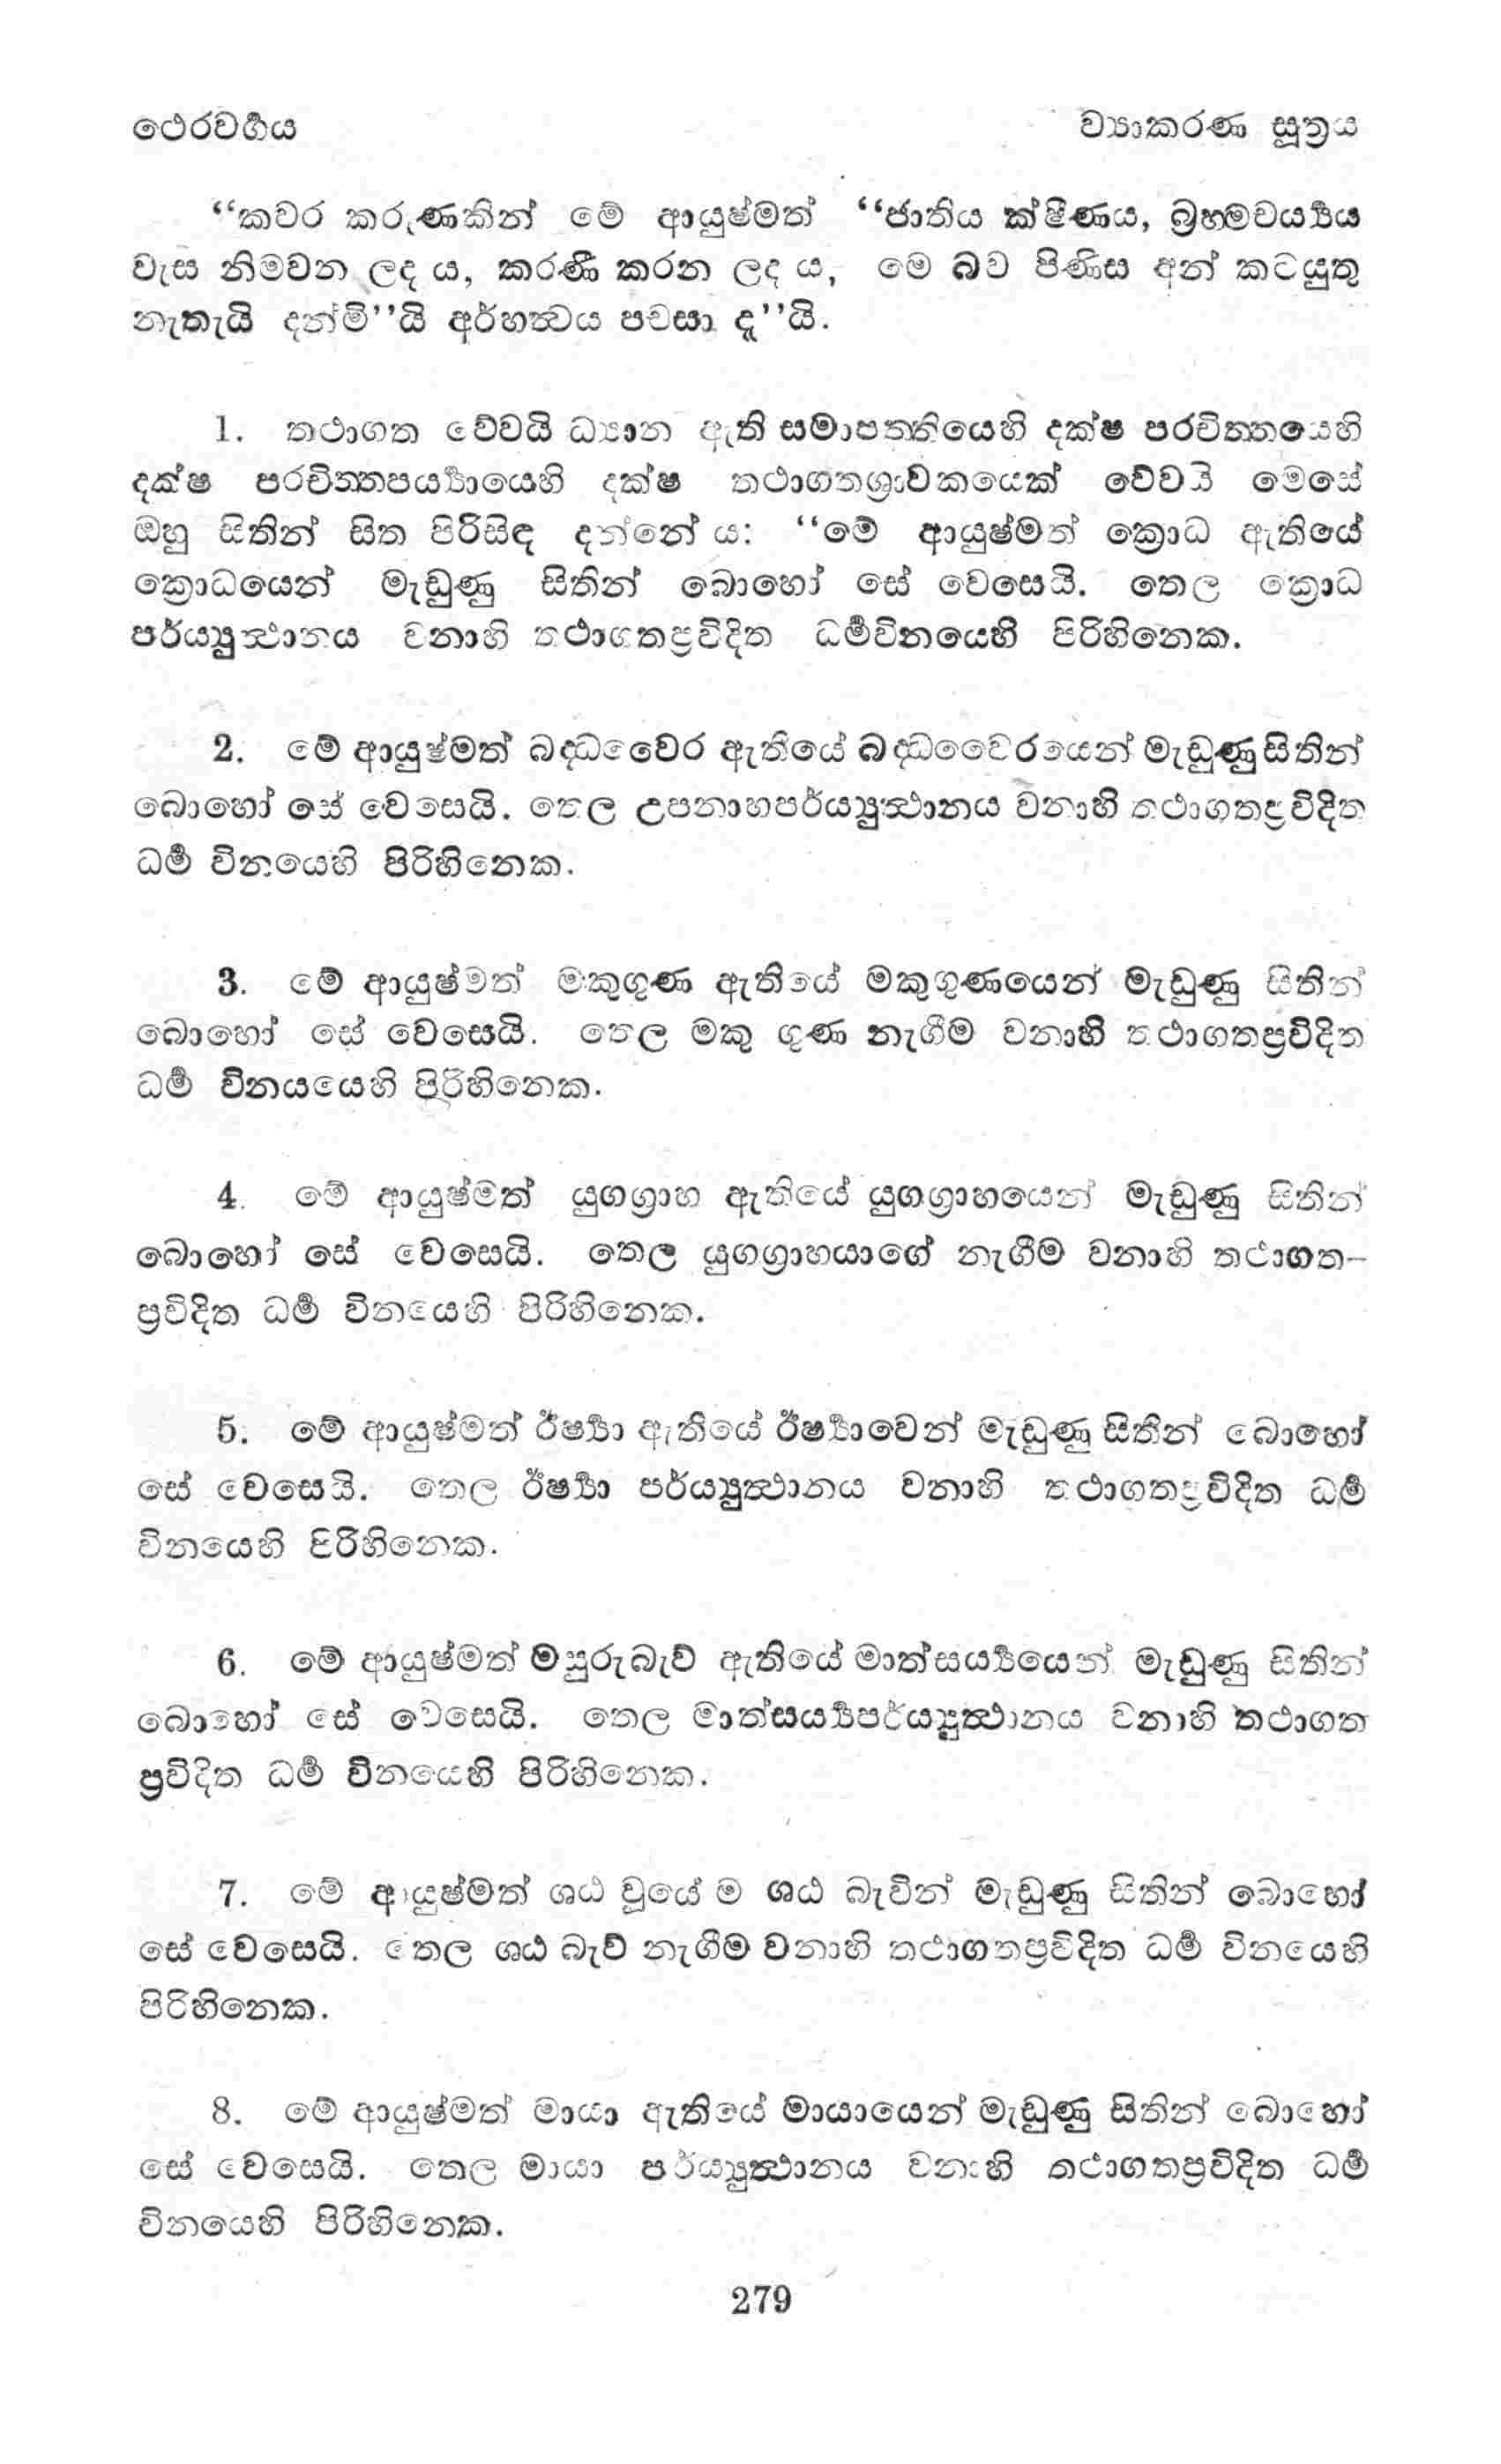 ථෙරවර්‍ගය
ව්‍යාකරණ සූත්‍රය
“කවර කරුණකින් මේ ආයුෂ්මත් “ජාතිය ක්ෂීණය, බ්‍රහ්මචර්‍ය්‍යය
වැස නිමවන ලද ය, කරණී කරන ලද ය, මෙ බව පිණිස අන් කටයුතු
නැතැයි දන්මි”යි අර්හත්‍වය පවසා ද”යි.
1. තථාගත වේවයි ධ්‍යාන ඇති සමාපත්තියෙහි දක්ෂ පරචිත්තයෙහි
දක්ෂ පරචිත්තපර්‍ය්‍යායෙහි දක්ෂ තථාගතශ්‍රාවකයෙක් වේවයි මෙසේ
ඔහු සිතින් සිත පිරිසිඳ දන්නේ ය: “මේ ආයුෂ්මත් ක්‍රොධ ඇතියේ
ක්‍රොධයෙන් මැඩුණු සිතින් බොහෝ සේ වෙසෙයි. තෙල ක්‍රොධ
පර්ය්‍යුත්‍ථානය වනාහි තථාගතප්‍රවිදිත ධර්‍මවිනයෙහි පිරිහිනෙක.
2. මේ ආයුෂ්මත් බද්ධවෛර ඇතියේ බද්ධවෛරයෙන් මැඩුණු සිතින්
බොහෝ සේ වෙසෙයි. තෙල උපනාහපර්ය්‍යුත්‍ථානය වනාහි තථාගතප්‍රවිදිත
ධර්‍ම විනයෙහි පිරිහිනෙක.
3. මේ ආයුෂ්මත් මකුගුණ ඇතියේ මකුගුණයෙන් මැඩුණු සිතින්
බොහෝ සේ වෙසෙයි. තෙල මකු ගුණ නැගීම වනාහි තථාගතප්‍රවිදිත
ධර්‍ම විනයයෙහි පිරිහිනෙක.
4. මේ ආයුෂ්මත් යුගග්‍රාහ ඇතියේ යුගග්‍රාහයෙන් මැඩුණු සිතින්
බොහෝ සේ වෙසෙයි. තෙල යුගග්‍රාහයාගේ නැගීම වනාහි තථාගත-
ප්‍රවිදිත ධර්‍ම විනයෙහි පිරිහිනෙක.
5. මේ ආයුෂ්මත් ඊර්‍ෂ්‍යා ඇතියේ ඊර්‍ෂ්‍යාවෙන් මැඩුණු සිතින් බොහෝ
සේ වෙසෙයි. තෙල ඊර්‍ෂ්‍යා පර්ය්‍යුත්‍ථානය වනාහි තථාගතප්‍රවිදිත ධර්‍ම
විනයෙහි පිරිහිනෙක.
6. මේ ආයුෂ්මත් මසුරුබැව් ඇතියේ මාත්සර්‍ය්‍යයෙන් මැඩුණු සිතින්
බොහෝ සේ වෙසෙයි. තෙල මාත්සර්‍ය්‍යපර්ය්‍යුත්‍ථානය වනාහි තථාගත
ප්‍රවිදිත ධර්‍ම විනයෙහි පිරිහිනෙක.
7. මේ ආයුෂ්මත් ශඨ වූයේ ම ශඨ බැවින් මැඩුණු සිතින් බොහෝ
සේ වෙසෙයි. තෙල ශඨ බැව් නැගීම වනාහි තථාගතප්‍රවිදිත ධර්‍ම විනයෙහි
පිරිහිනෙක.
8. මේ ආයුෂ්මත් මායා ඇතියේ මායායෙන් මැඩුණු සිතින් බොහෝ
සේ වෙසෙයි. තෙල මායා පර්ය්‍යුත්‍ථානය වනාහි තථාගතප්‍රවිදිත ධර්‍ම
විනයෙහි පිරිහිනෙක.
279